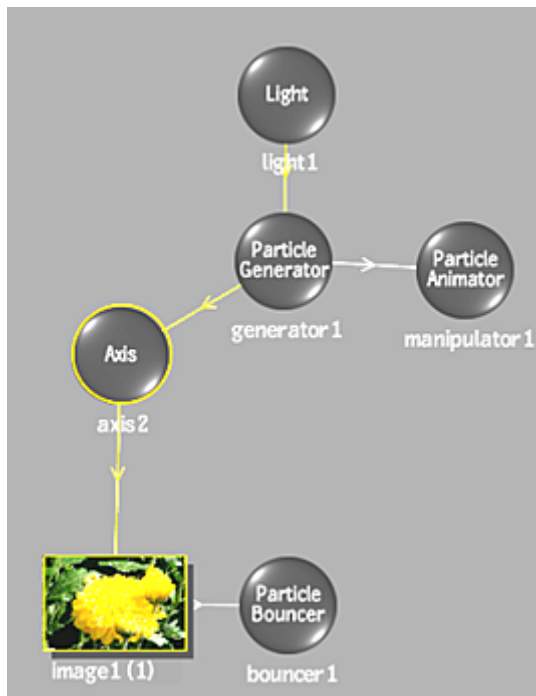 Light
light1
Particle
Generator
generator1
Particle
Animator
manipulator1
Axis
axis2
image1 (1)
Particle
Bouncer
bouncer1